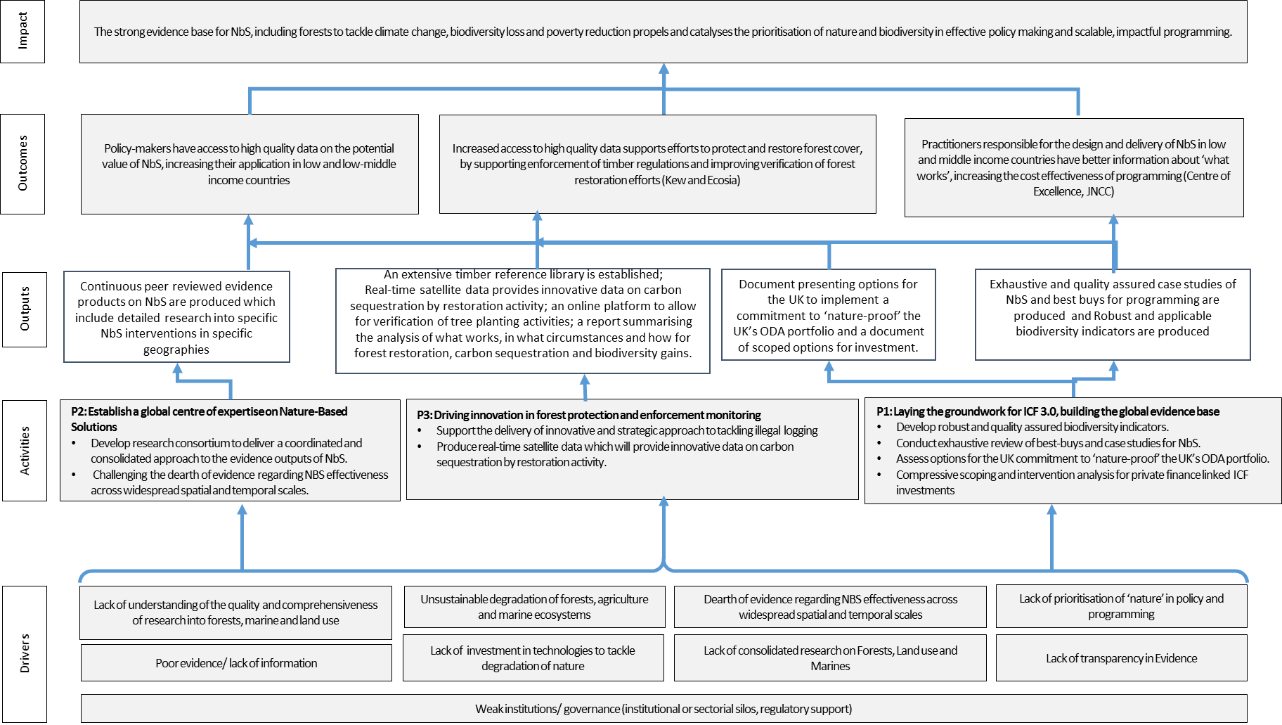 Impact
The strong evidence base for NbS, including forests to tackle climate change, biodiversity loss and poverty reduction propels and catalyses the prioritisation of nature and biodiversity in effective policy making and scalable, impactful programming.
Outcomes
Policy-makers have access to high quality data on the potential
value of NbS, increasing their application in low and low-middle
income countries
Increased access to high quality data supports efforts to protect and restore forest cover,
by supporting enforcement of timber regulations and improving verification of forest
restoration efforts (Kew and Ecosia)
Practitioners responsible for the design and delivery of NbS in low
and middle income countries have better information about ‘what
works’, increasing the cost effectiveness of programming (Centre of
Excellence, JNCC)
Outputs
Continuous peer reviewed evidence
products on NbS are produced which
include detailed research into specific
NbS interventions in specific
geographies
An extensive timber reference library is established;
Real-time satellite data provides innovative data on carbon
sequestration by restoration activity; an online platform to allow
for verification of tree planting activities; a report summarising
the analysis of what works, in what circumstances and how for
forest restoration, carbon sequestration and biodiversity gains.
Document presenting options for
the UK to implement a
commitment to ‘nature-proof’ the
UK’s ODA portfolio and a document
of scoped options for investment.
Exhaustive and quality assured case studies of
NbS and best buys for programming are
produced and Robust and applicable
biodiversity indicators are produced
Activities
P2: Establish a global centre of expertise on Nature-Based
Solutions
• Develop research consortium to deliver a coordinated and
consolidated approach to the evidence outputs of NbS.
• Challenging the dearth of evidence regarding NBS effectiveness
across widespread spatial and temporal scales.
P3: Driving innovation in forest protection and enforcement monitoring
• Support the delivery of innovative and strategic approach to tackling illegal logging
• Produce real-time satellite data which will provide innovative data on carbon
sequestration by restoration activity.
P1: Laying the groundwork for ICF 3.0, building the global evidence base
• Develop robust and quality assured biodiversity indicators.
• Conduct exhaustive review of best-buys and case studies for NbS.
• Assess options for the UK commitment to ‘nature-proof’ the UK’s ODA portfolio.
• Compressive scoping and intervention analysis for private finance linked ICF
investments
Drivers
Lack of understanding of the quality and comprehensiveness
of research into forests, marine and land use
Unsustainable degradation of forests, agriculture
and marine ecosystems
Dearth of evidence regarding NBS effectiveness across
widespread spatial and temporal scales
Lack of prioritisation of ‘nature’ in policy and
programming
Poor evidence/ lack of information
Lack of investment in technologies to tackle
degradation of nature
Lack of consolidated research on Forests, Land use and
Marines
Lack of transparency in Evidence
Weak institutions/ governance (institutional or sectorial silos, regulatory support)